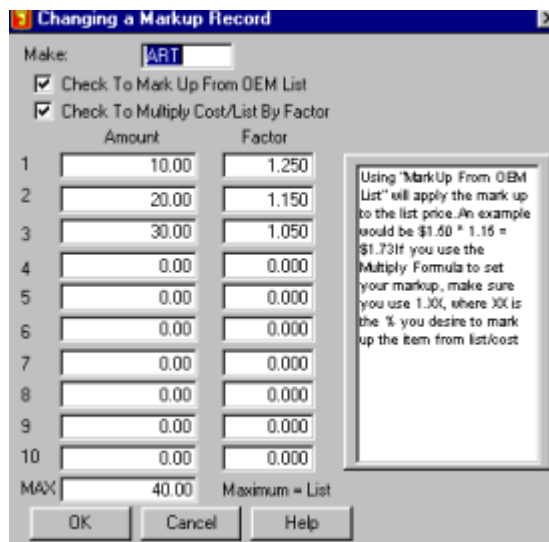 Changing a Markup Record
Make: ART
Check To Mark Up From OEM List
Check To Multiply Cost/List By Factor
Amount Factor
1 10.00 1.250
2 20.00 1.150
3 30.00 1.050
4 0.00 0.000
5 0.00 0.000
6 0.00 0.000
7 0.00 0.000
8 0.00 0.000
9 0.00 0.000
10 0.00 0.000
MAX 40.00 Maximum = List
Using "MarkUp From OEM
List" will apply the mark up
to the list price.An example
would be $1.50 * 1.15 =
$1.73If you use the
Multiply Formula to set
your markup, make sure
you use 1.XX, where XX is
the % you desire to mark
up the item from list/cost
OK Cancel Help